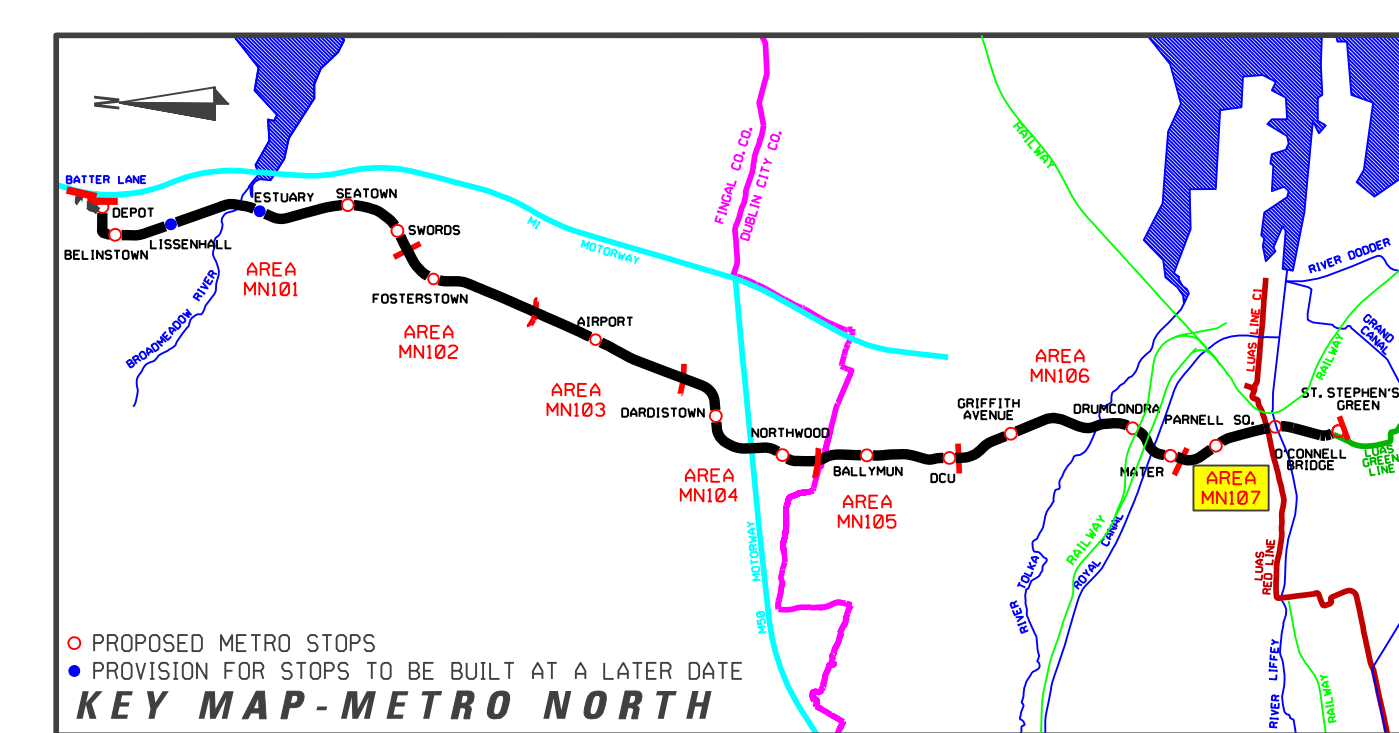 N
BATTER LANE
DEPOT
BELINSTOWN
LISSENHALL
ESTUARY
SEATOWN
SWORDS
FOSTERSTOWN
AREA
MN101
BROADMEADOW RIVER
AREA
MN102
AIRPORT
AREA
MN103
M1
MOTORWAY
FINGAL CO. CO.
DUBLIN CITY CO.
DARDISTOWN
NORTHWOOD
AREA
MN104
MOTORWAY
M50
BALLYMUN
AREA
MN105
DCU
GRIFFITH
AVENUE
AREA
MN106
RAILWAY
DRUMCONDRA
MATER
PARNELL SQ.
AREA
MN107
RIVER TOLKA
RAILWAY
ROYAL CANAL
LUAS LINE C1
RIVER DODDER
GRAND
CANAL
RAILWAY
ST. STEPHEN'S
GREEN
O'CONNELL
BRIDGE
LUAS
GREEN
LINE
LUAS
RED LINE
RIVER LIFFEY
RAILWAY
PROPOSED METRO STOPS
PROVISION FOR STOPS TO BE BUILT AT A LATER DATE
KEY MAP-METRO NORTH